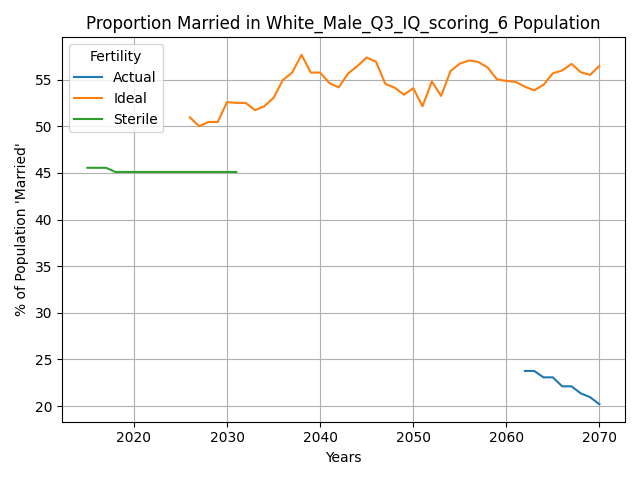 Proportion Married in White_Male_Q3_IQ_scoring_6 Population
% of Population 'Married'
55
50
45
40
35
30
25
20
Fertility
Actual
Ideal
Sterile
2020 2030 2040 2050 2060 2070
Years